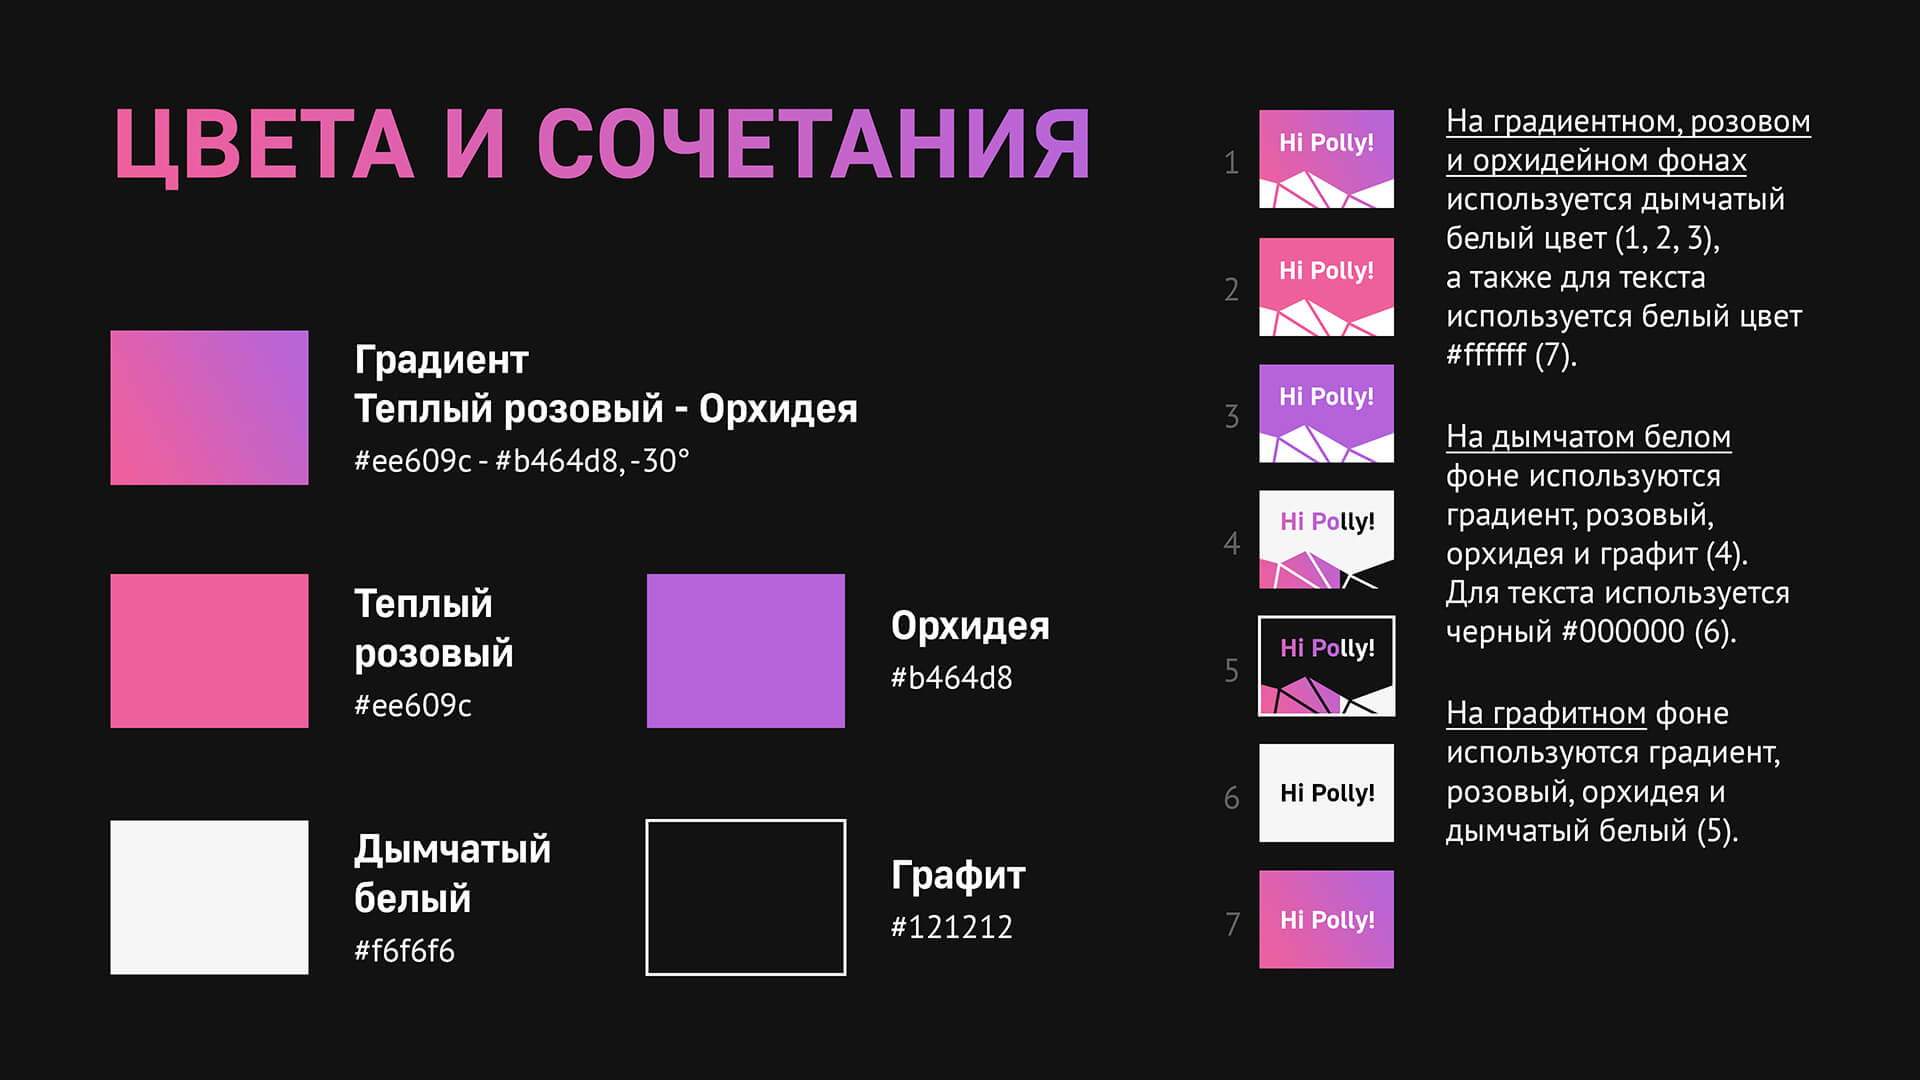 ЦВЕТА И СОЧЕТАНИЯ
Градиент
Теплый розовый - Орхидея
#ee609c - #b464d8, -30°
Теплый
розовый
#ee609c
Орхидея
#b464d8
Дымчатый
белый
#f6f6f6
Графит
#121212
1
Hi Polly!
2
Hi Polly!
3
Hi Polly!
4
Hi Polly!
5
Hi Polly!
6
Hi Polly!
7
Hi Polly!
На градиентном, розовом
и орхидейном фонах
используется дымчатый
белый цвет (1, 2, 3),
а также для текста
используется белый цвет
#ffffff (7).
На дымчатом белом
фоне используются
градиент, розовый,
орхидея и графит (4).
Для текста используется
черный #000000 (6).
На графитном фоне
используются градиент,
розовый, орхидея и
дымчатый белый (5).